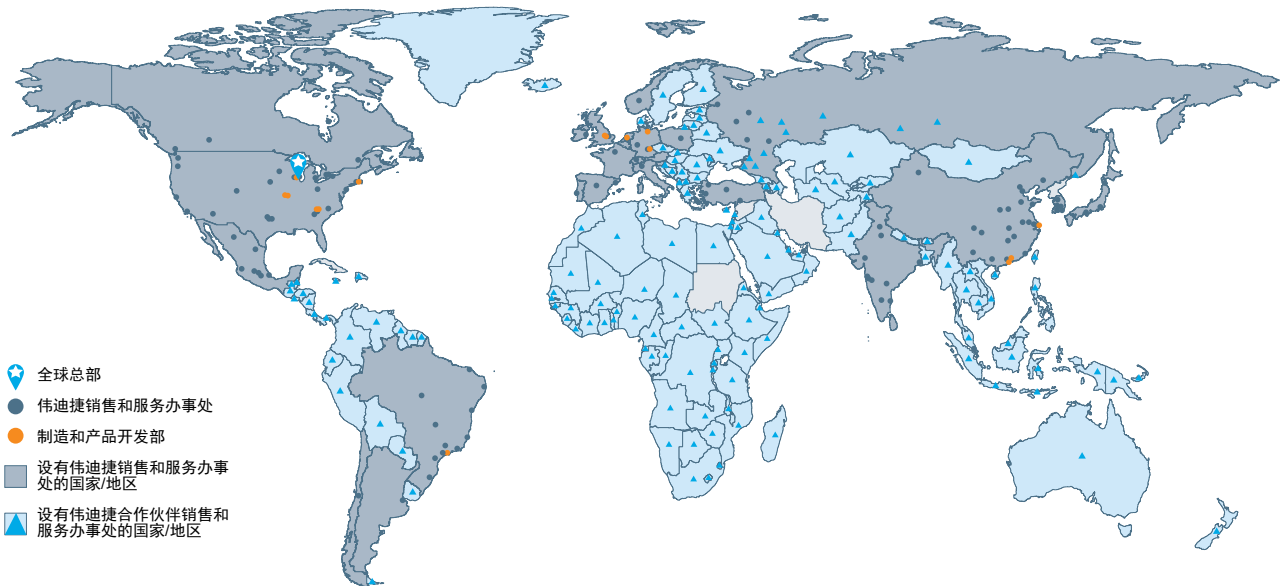 全球总部
伟迪捷销售和服务办事处
制造和产品开发部
设有伟迪捷销售和服务办事
处的国家/地区
设有伟迪捷合作伙伴销售和
服务办事处的国家/地区